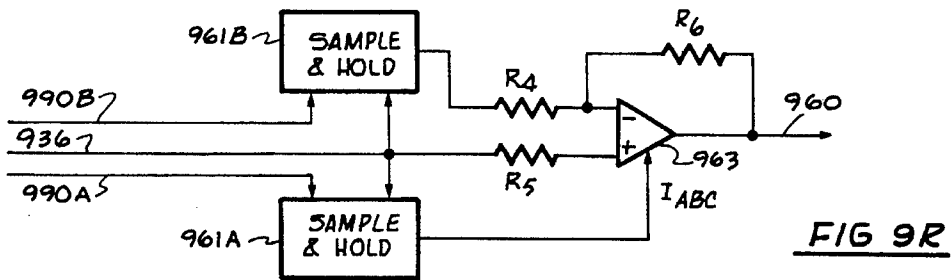 961B
SAMPLE
& HOLD
R6
R4
990B
960
936
-
+
963
R5
990A
IABC
961A
SAMPLE
& HOLD
FIG 9R